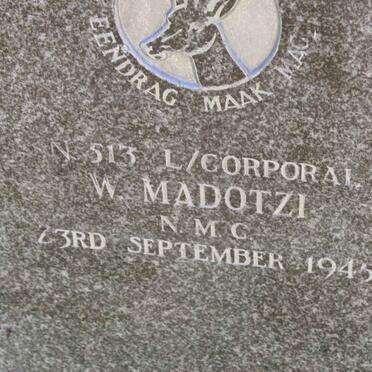 EENDRAG MAAK MAG
N 513 L/CORPORAL
W. MADOTZI
N. M. C.
23RD SEPTEMBER 1945